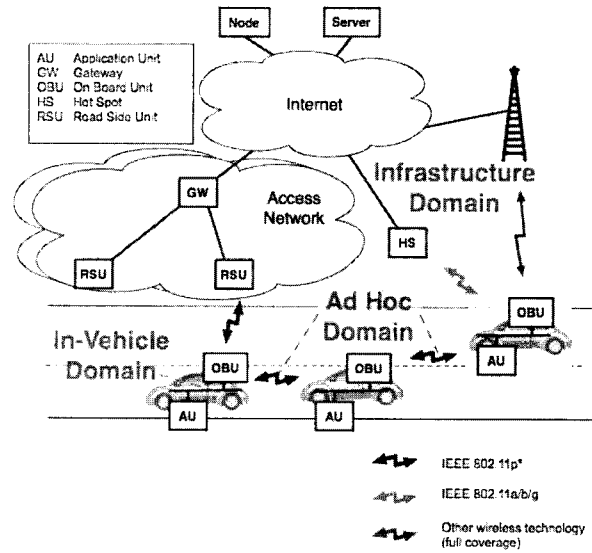 Node
Server
AU Application Unit
GW Gateway
OBU On Board Unit
HS Hot Spot
RSU Road Side Unit
Internet
Infrastructure
Domain
GW
Access
Network
HS
RSU
RSU
Ad Hoc
Domain
OBU
In-Vehicle
Domain
OBU
OBU
AU
AU
AU
IEEE 802.11p*
IEEE 802.11a/b/g
Other wireless technology
(full coverage)